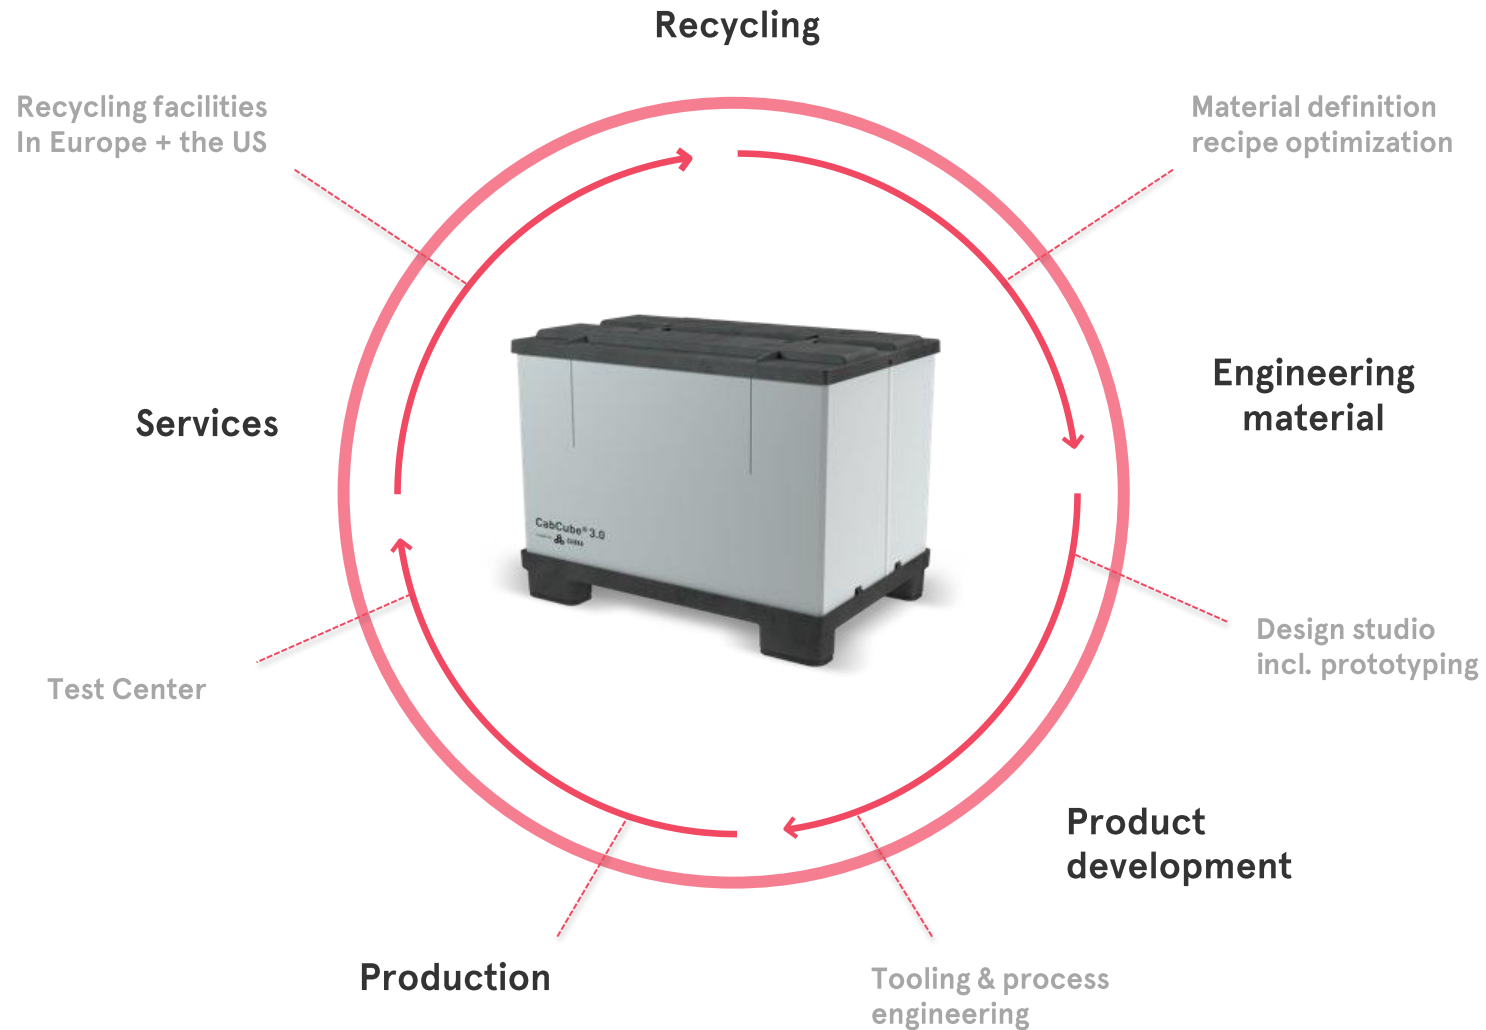 Recycling
Recycling facilities
In Europe + the US
Material definition
recipe optimization
Engineering
material
Services
CabCube® 3.0
Design studio
incl. prototyping
Test Center
Product
development
Production
Tooling & process
engineering